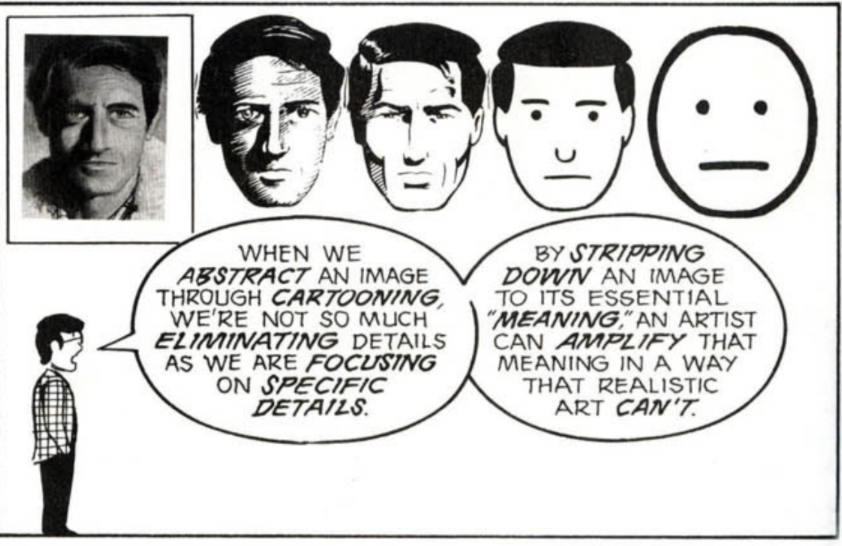 WHEN WE
ABSTRACT AN IMAGE
THROUGH CARTOONING,
WE'RE NOT SO MUCH
ELIMINATING DETAILS
AS WE ARE FOCUSING
ON SPECIFIC
DETAILS.
BY STRIPPING
DOWN AN IMAGE
TO ITS ESSENTIAL
"MEANING," AN ARTIST
CAN AMPLIFY THAT
MEANING IN A WAY
THAT REALISTIC
ART CAN'T.